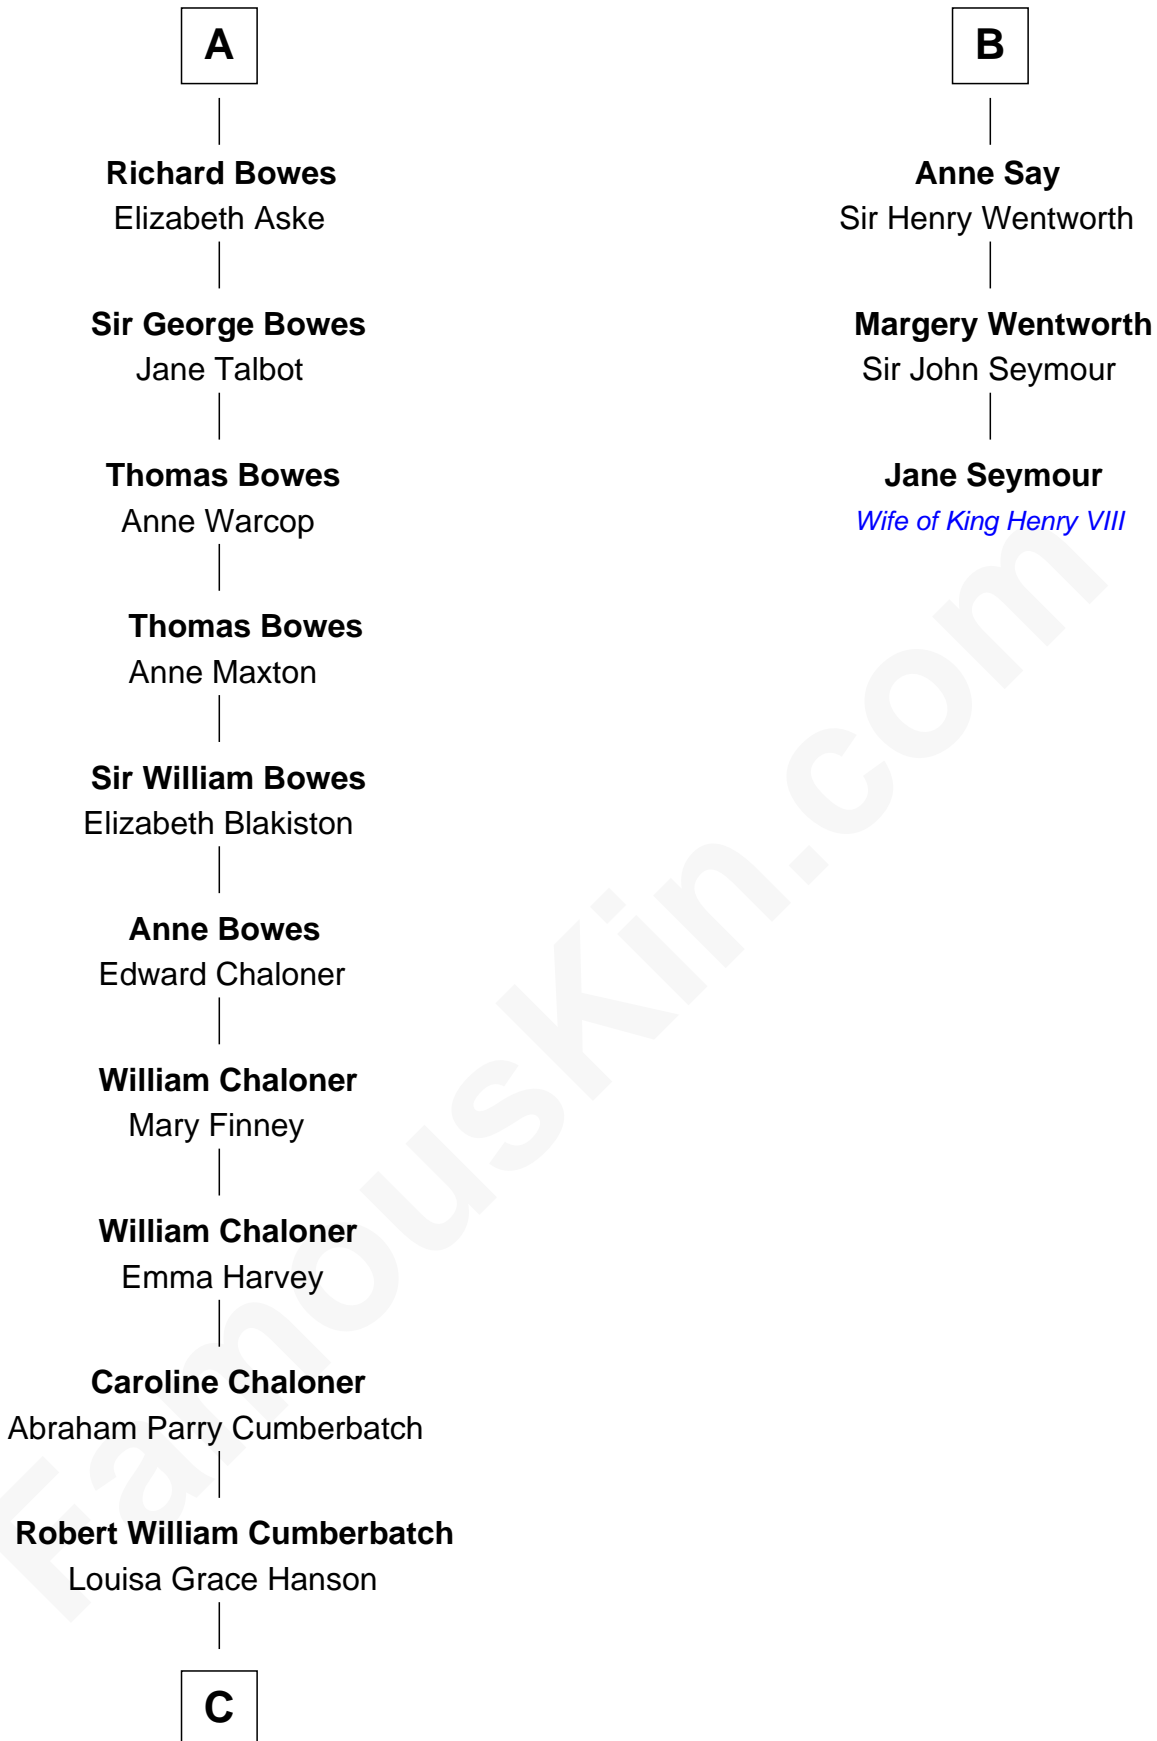 A
Richard Bowes
Elizabeth Aske
Sir George Bowes
Jane Talbot
Thomas Bowes
Anne Warcop
Thomas Bowes
Anne Maxton
Sir William Bowes
Elizabeth Blakiston
Anne Bowes
Edward Chaloner
William Chaloner
Mary Finney
William Chaloner
Emma Harvey
Caroline Chaloner
Abraham Parry Cumberbatch
Robert William Cumberbatch
Louisa Grace Hanson
C
B
Anne Say
Sir Henry Wentworth
Margery Wentworth
Sir John Seymour
Jane Seymour
Wife of King Henry VIII
FamousKin.com